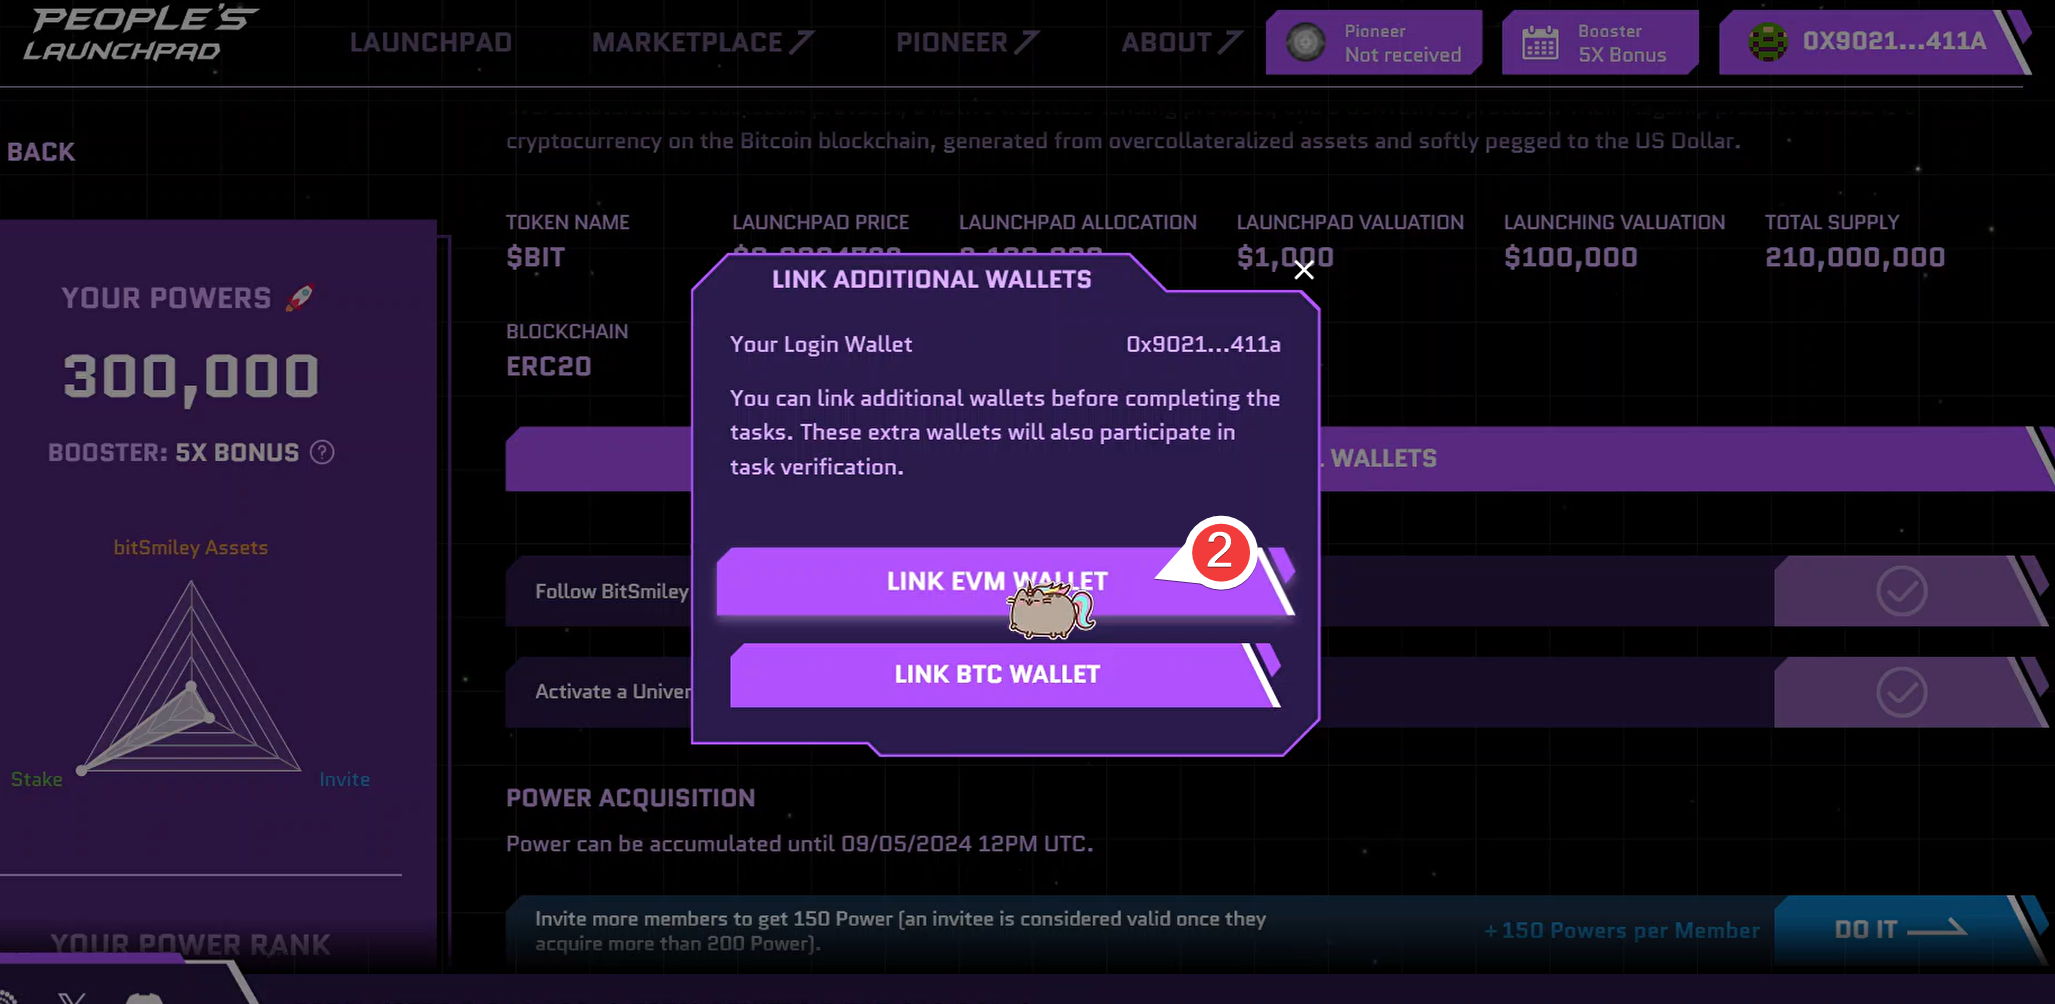 PEOPLE'S
LAUNCHPAD
LAUNCHPAD
MARKETPLACE
PIONEER
ABOUT
Pioneer
Not received
Booster
5X Bonus
0X9021...411A
BACK
cryptocurrency on the Bitcoin blockchain, generated from overcollateralized assets and softly pegged to the US Dollar.
TOKEN NAME
$BIT
LAUNCHPAD PRICE
LAUNCHPAD ALLOCATION
LAUNCHPAD VALUATION
$1,000
LAUNCHING VALUATION
$100,000
TOTAL SUPPLY
210,000,000
BLOCKCHAIN
ERC20
YOUR POWERS
300,000
BOOSTER: 5X BONUS ?
bitSmiley Assets
Stake
Invite
YOUR POWER RANK
LINK ADDITIONAL WALLETS
Your Login Wallet
0x9021...411a
You can link additional wallets before completing the
tasks. These extra wallets will also participate in
task verification.
LINK EVM WALLET
2
LINK BTC WALLET
WALLETS
Follow BitSmiley
Activate a Univer
POWER ACQUISITION
Power can be accumulated until 09/05/2024 12PM UTC.
Invite more members to get 150 Power (an invitee is considered valid once they
acquire more than 200 Power).
+150 Powers per Member
DO IT